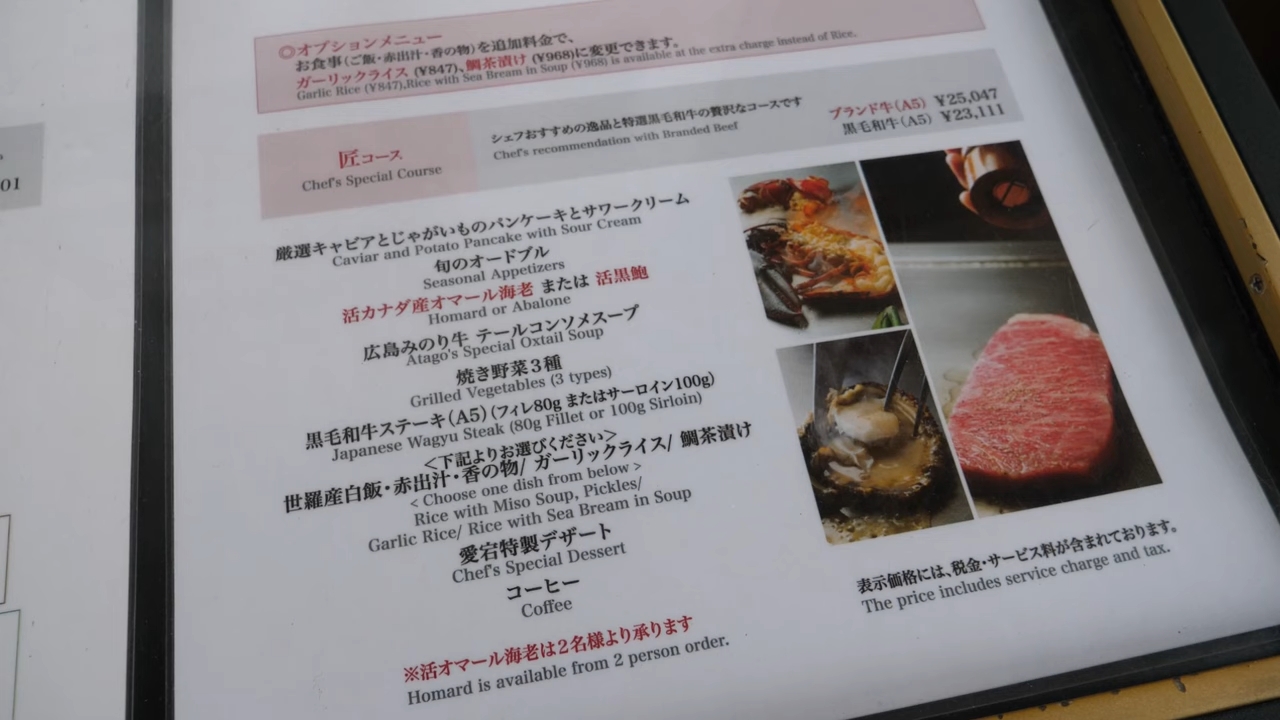 ◎オプションメニュー
お食事(ご飯・赤出汁・香の物)を追加料金で、
ガーリックライス (¥847)、鯛茶漬け (¥968)に変更できます。
Garlic Rice (¥847),Rice with Sea Bream in Soup (¥968) is available at the extra charge instead of Rice.
匠コース
Chef's Special Course
シェフおすすめの逸品と特選黒毛和牛の贅沢なコースです
Chef's recommendation with Branded Beef
ブランド牛(A5) ¥25,047
黒毛和牛(A5) ¥23,111
01
厳選キャビアとじゃがいものパンケーキとサワークリーム
Caviar and Potato Pancake with Sour Cream
旬のオードブル
Seasonal Appetizers
活カナダ産オマール海老 または 活黒鮑
Homard or Abalone
広島みのり牛 テールコンソメスープ
Atago's Special Oxtail Soup
焼き野菜3種
Grilled Vegetables (3 types)
黒毛和牛ステーキ(A5)(フィレ80g またはサーロイン100g)
Japanese Wagyu Steak (80g Fillet or 100g Sirloin)
<下記よりお選びください>
世羅産白飯・赤出汁・香の物/ ガーリックライス/ 鯛茶漬け
< Choose one dish from below >
Rice with Miso Soup, Pickles/
Garlic Rice/ Rice with Sea Bream in Soup
愛宕特製デザート
Chef's Special Dessert
コーヒー
Coffee
※活オマール海老は2名様より承ります
Homard is available from 2 person order.
表示価格には、税金・サービス料が含まれております。
The price includes service charge and tax.